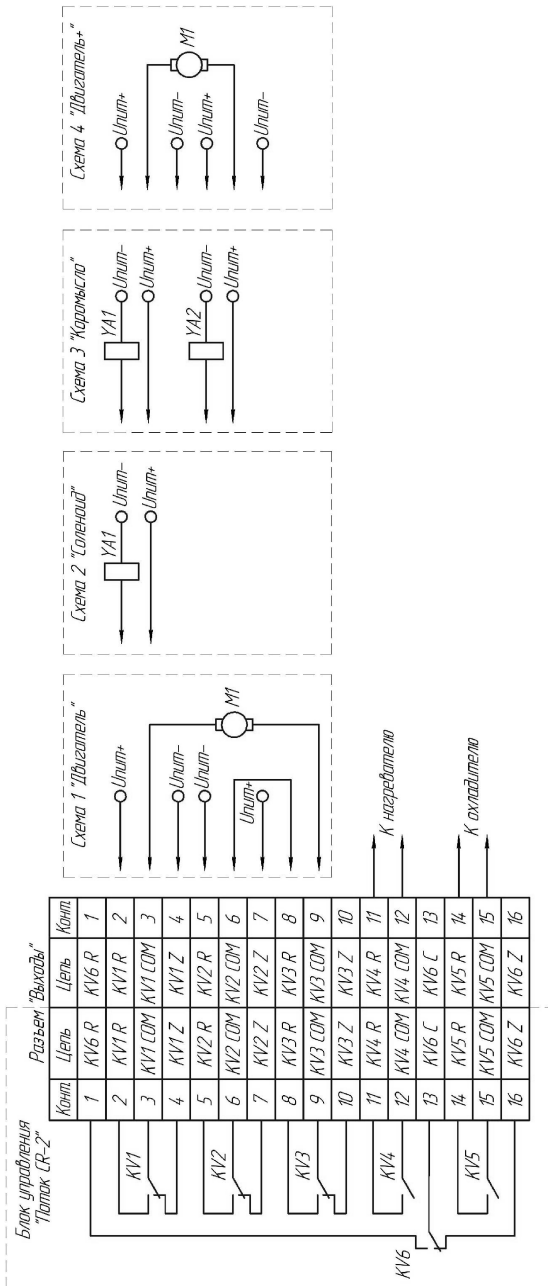 Блок управления
"Поток CR-2"
Разъем "Выходы"
Конт. Цепь Цепь Конт.
1 KV6 R KV6 R 1
2 KV1 R KV1 R 2
3 KV1 COM KV1 COM 3
4 KV1 Z KV1 Z 4
5 KV2 R KV2 R 5
6 KV2 COM KV2 COM 6
7 KV2 Z KV2 Z 7
8 KV3 R KV3 R 8
9 KV3 COM KV3 COM 9
10 KV3 Z KV3 Z 10
11 KV4 R KV4 R 11
12 KV4 COM KV4 COM 12
13 KV6 C KV6 C 13
14 KV5 R KV5 R 14
15 KV5 COM KV5 COM 15
16 KV6 Z KV6 Z 16
KV1
KV2
KV3
KV4
KV5
KV6
К нагревателю
К охладителю
Схема 1 "Двигатель"
Uпит+
Uпит-
Uпит-
Uпит+
M1
Схема 2 "Соленоид"
YA1
Uпит-
Uпит+
Схема 3 "Коромысло"
YA1
Uпит-
Uпит+
YA2
Uпит-
Uпит+
Схема 4 "Двигатель+"
Uпит+
M1
Uпит-
Uпит+
Uпит-